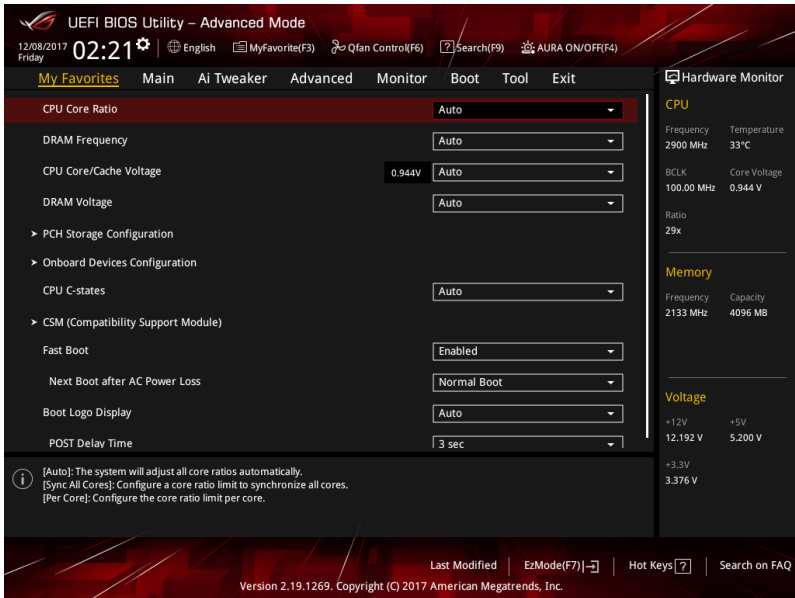 UEFI BIOS Utility – Advanced Mode
12/08/2017 Friday 02:21 English MyFavorite(F3) Qfan Control(F6) ? Search(F9) AURA ON/OFF(F4)
My Favorites Main Ai Tweaker Advanced Monitor Boot Tool Exit
CPU Core Ratio Auto
DRAM Frequency Auto
CPU Core/Cache Voltage 0.944V Auto
DRAM Voltage Auto
> PCH Storage Configuration
> Onboard Devices Configuration
CPU C-states Auto
> CSM (Compatibility Support Module)
Fast Boot Enabled
Next Boot after AC Power Loss Normal Boot
Boot Logo Display Auto
POST Delay Time 3 sec
[Auto]: The system will adjust all core ratios automatically.
[Sync All Cores]: Configure a core ratio limit to synchronize all cores.
[Per Core]: Configure the core ratio limit per core.
Hardware Monitor
CPU
Frequency Temperature
2900 MHz 33°C
BCLK Core Voltage
100.00 MHz 0.944 V
Ratio
29x
Memory
Frequency Capacity
2133 MHz 4096 MB
Voltage
+12V +5V
12.192 V 5.200 V
+3.3V
3.376 V
Last Modified EzMode(F7) Hot Keys ? Search on FAQ
Version 2.19.1269. Copyright (C) 2017 American Megatrends, Inc.